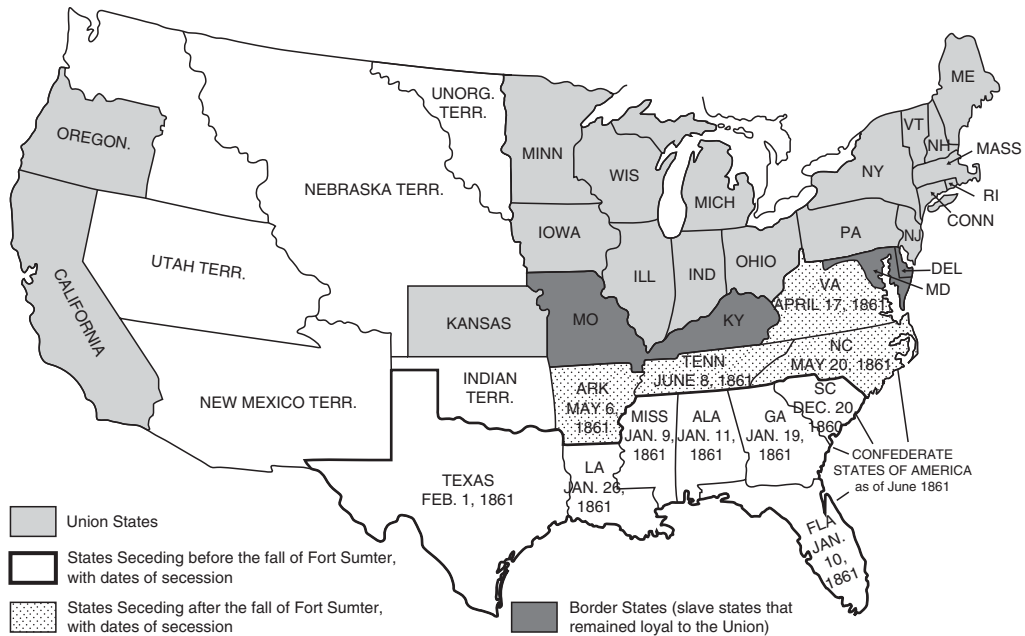 OREGON.
CALIFORNIA
UTAH TERR.
NEW MEXICO TERR.
NEBRASKA TERR.
UNORG.
TERR.
KANSAS
INDIAN
TERR.
TEXAS
FEB. 1, 1861
MINN
IOWA
WIS
MICH
ILL
IND
OHIO
MO
KY
PA
NY
NJ
VT
NH
ME
MASS
RI
CONN
DEL
MD
VA
APRIL 17, 1861
NC
MAY 20, 1861
TENN
JUNE 8, 1861
ARK
MAY 6,
1861
SC
DEC. 20,
1860
MISS
JAN. 9,
1861
ALA
JAN. 11,
1861
GA
JAN. 19,
1861
LA
JAN. 26,
1861
FLA
JAN.
10,
1861
CONFEDERATE
STATES OF AMERICA
as of June 1861
Union States
States Seceding before the fall of Fort Sumter,
with dates of secession
States Seceding after the fall of Fort Sumter,
with dates of secession
Border States (slave states that
remained loyal to the Union)